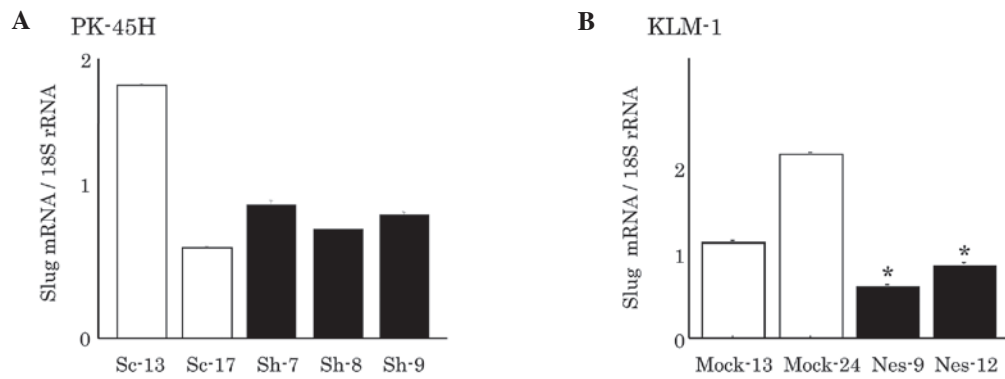 A PK-45H
Slug mRNA / 18S rRNA
2
1
0
Sc-13 Sc-17 Sh-7 Sh-8 Sh-9
B KLM-1
Slug mRNA / 18S rRNA
2
1
0
* *
Mock-13 Mock-24 Nes-9 Nes-12